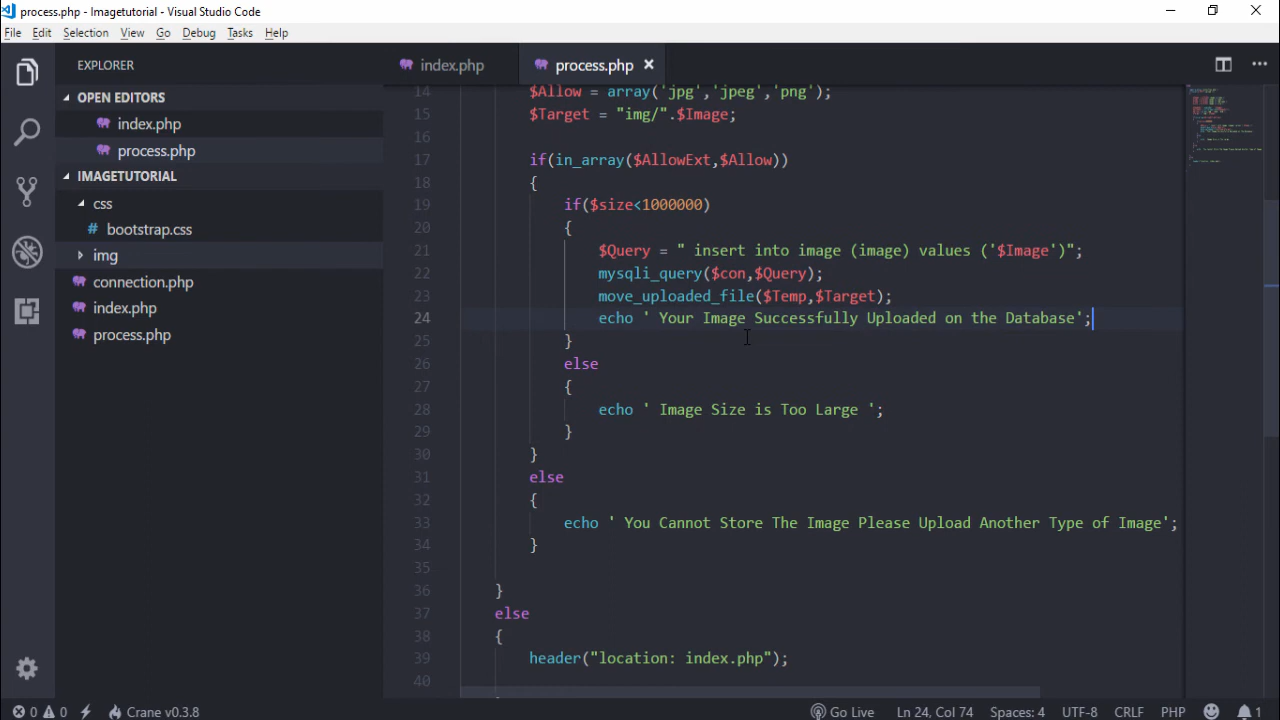 process.php - Imagetutorial - Visual Studio Code
File Edit Selection View Go Debug Tasks Help
EXPLORER
index.php process.php
OPEN EDITORS
index.php
process.php
IMAGETUTORIAL
css
# bootstrap.css
img
connection.php
index.php
process.php
14 $Allow = array('jpg','jpeg','png');
15 $Target = "img/".$Image;
16
17 if(in_array($AllowExt,$Allow))
18 {
19 if($size<1000000)
20 {
21 $Query = " insert into image (image) values ('$Image')";
22 mysqli_query($con,$Query);
23 move_uploaded_file($Temp,$Target);
24 echo ' Your Image Successfully Uploaded on the Database';
25 }
26 else
27 {
28 echo ' Image Size is Too Large ';
29 }
30 }
31 else
32 {
33 echo ' You Cannot Store The Image Please Upload Another Type of Image';
34 }
35
36 }
37 else
38 {
39 header("location: index.php");
40
0 0 Crane v0.3.8 Go Live Ln 24, Col 74 Spaces: 4 UTF-8 CRLF PHP 1